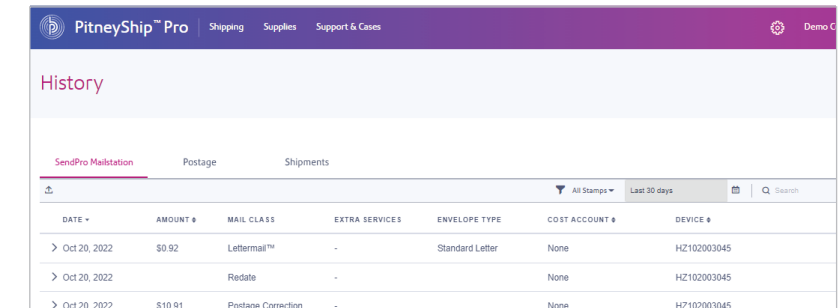 PitneyShip™ Pro Shipping Supplies Support & Cases Demo
History
SendPro Mailstation Postage Shipments
All Stamps Last 30 days Search
DATE AMOUNT MAIL CLASS EXTRA SERVICES ENVELOPE TYPE COST ACCOUNT DEVICE
Oct 20, 2022 $0.92 Lettermail™ - Standard Letter None HZ102003045
Oct 20, 2022 Redate - None HZ102003045
Oct 20, 2022 $10.91 Postage Correction - None HZ102003045